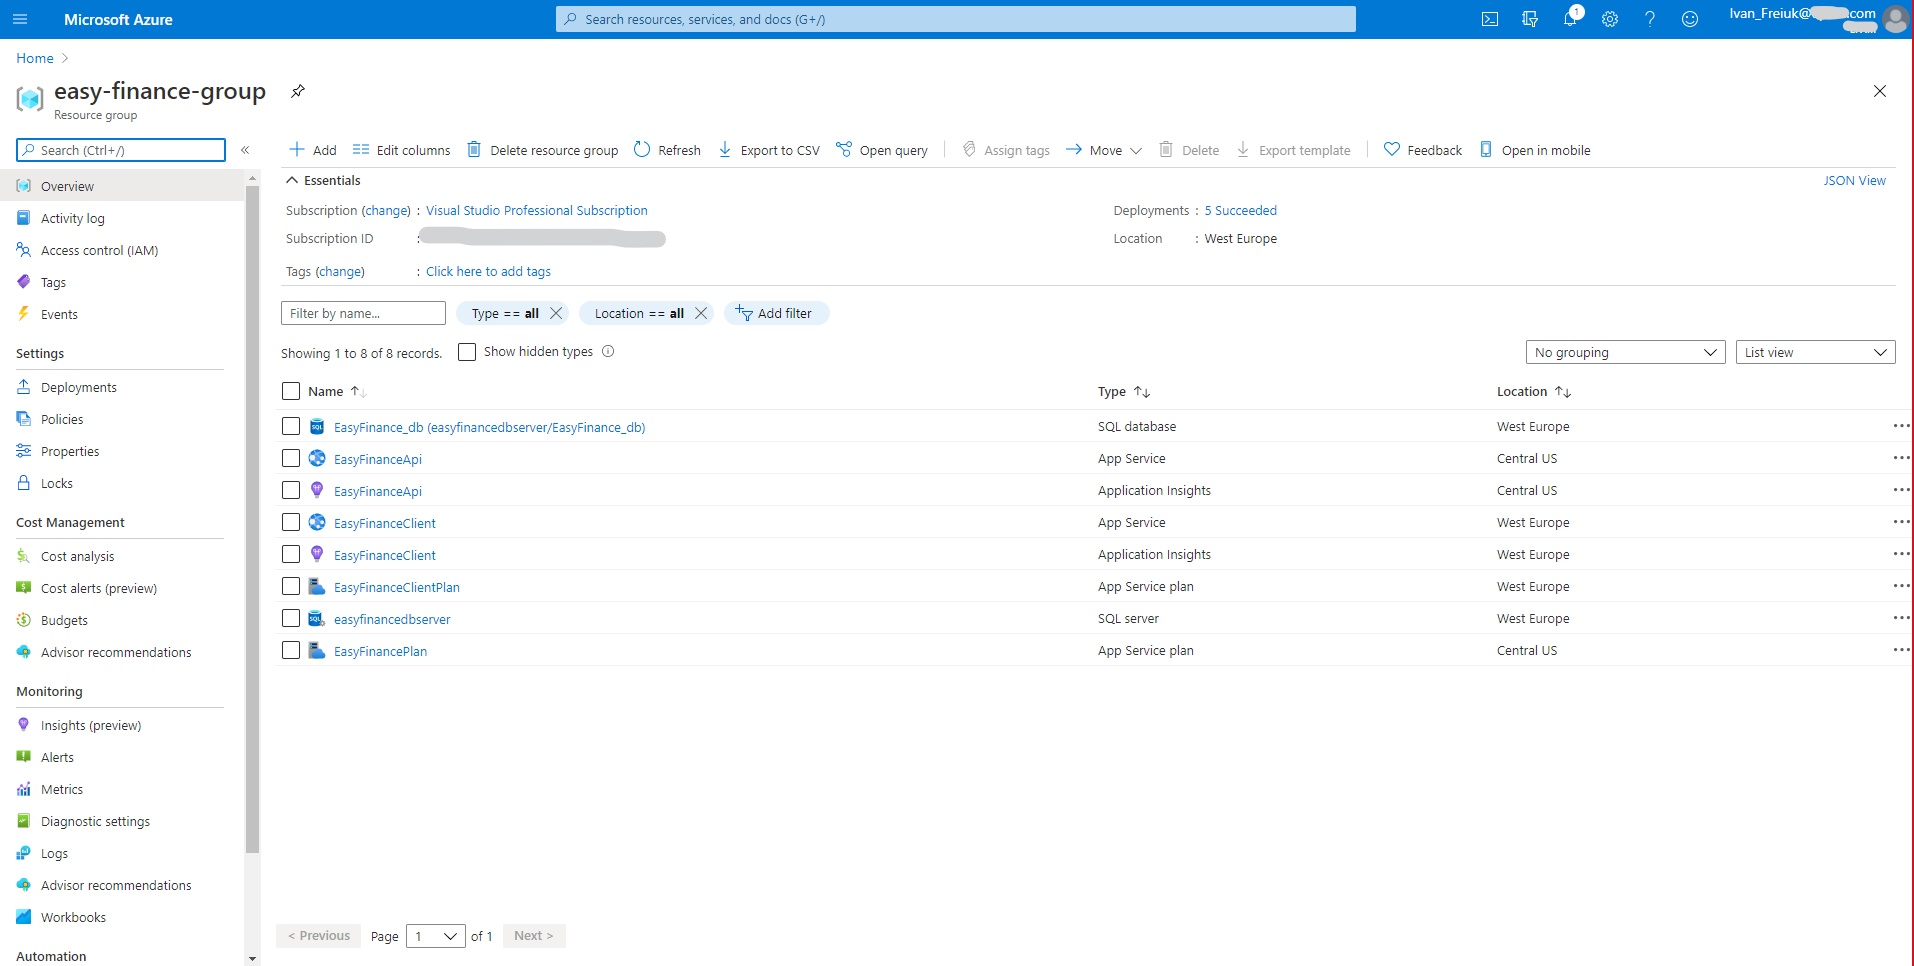 Microsoft Azure
Search resources, services, and docs (G+/)
1
Ivan_Freiuk@ .com
Home >
easy-finance-group
Resource group
Search (Ctrl+/)
«
Add
Edit columns
Delete resource group
Refresh
Export to CSV
Open query
Assign tags
Move
Delete
Export template
Feedback
Open in mobile
Essentials
JSON View
Subscription (change) : Visual Studio Professional Subscription
Deployments : 5 Succeeded
Subscription ID :
Location : West Europe
Tags (change) : Click here to add tags
Filter by name...
Type == all
Location == all
Add filter
Showing 1 to 8 of 8 records.
Show hidden types
No grouping
List view
Name Type Location
EasyFinance_db (easyfinancedbserver/EasyFinance_db) SQL database West Europe
EasyFinanceApi App Service Central US
EasyFinanceApi Application Insights Central US
EasyFinanceClient App Service West Europe
EasyFinanceClient Application Insights West Europe
EasyFinanceClientPlan App Service plan West Europe
easyfinancedbserver SQL server West Europe
EasyFinancePlan App Service plan Central US
< Previous Page 1 of 1 Next >
Overview
Activity log
Access control (IAM)
Tags
Events
Settings
Deployments
Policies
Properties
Locks
Cost Management
Cost analysis
Cost alerts (preview)
Budgets
Advisor recommendations
Monitoring
Insights (preview)
Alerts
Metrics
Diagnostic settings
Logs
Advisor recommendations
Workbooks
Automation